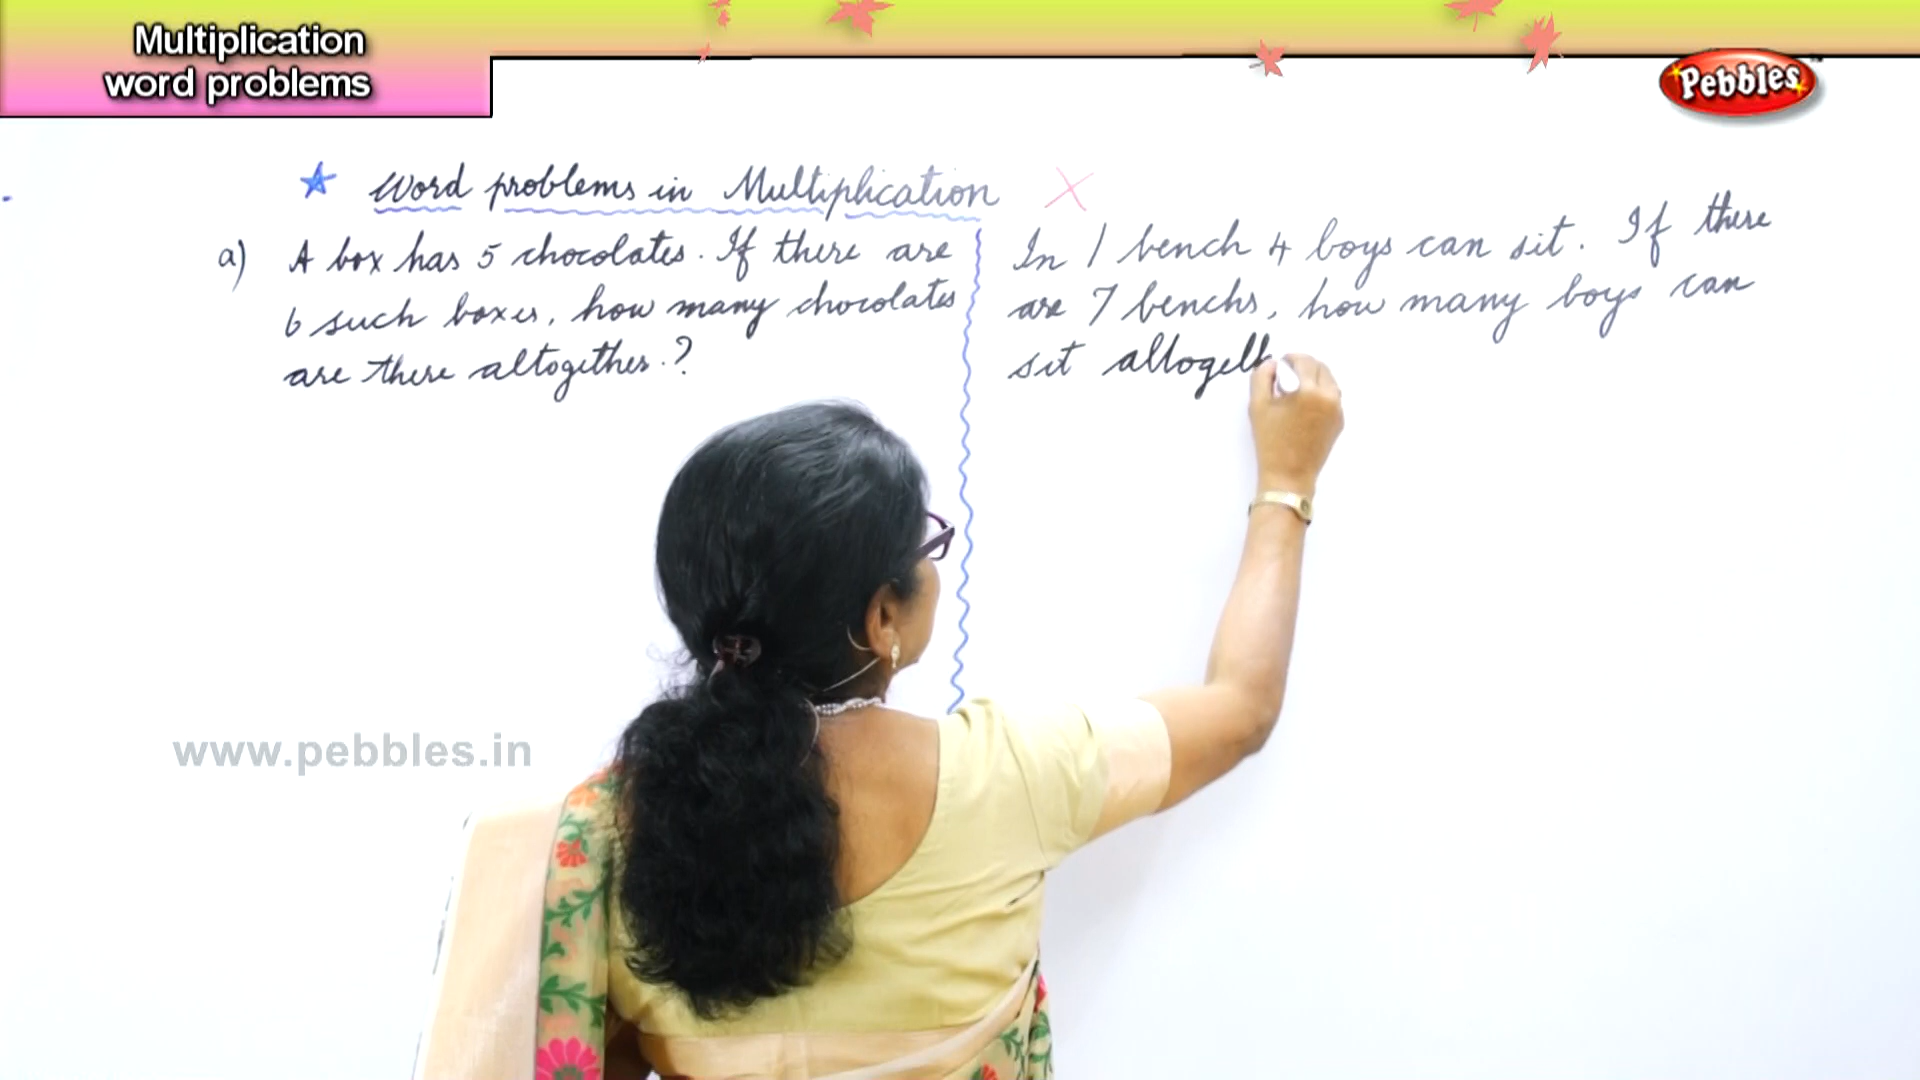 Multiplication
word problems
Pebbles
Word problems in Multiplication
a) A box has 5 chocolates. If there are
6 such boxes, how many chocolates
are there altogether.?
In 1 bench 4 boys can sit. If there
are 7 benchs, how many boys can
sit altogeth
www.pebbles.in